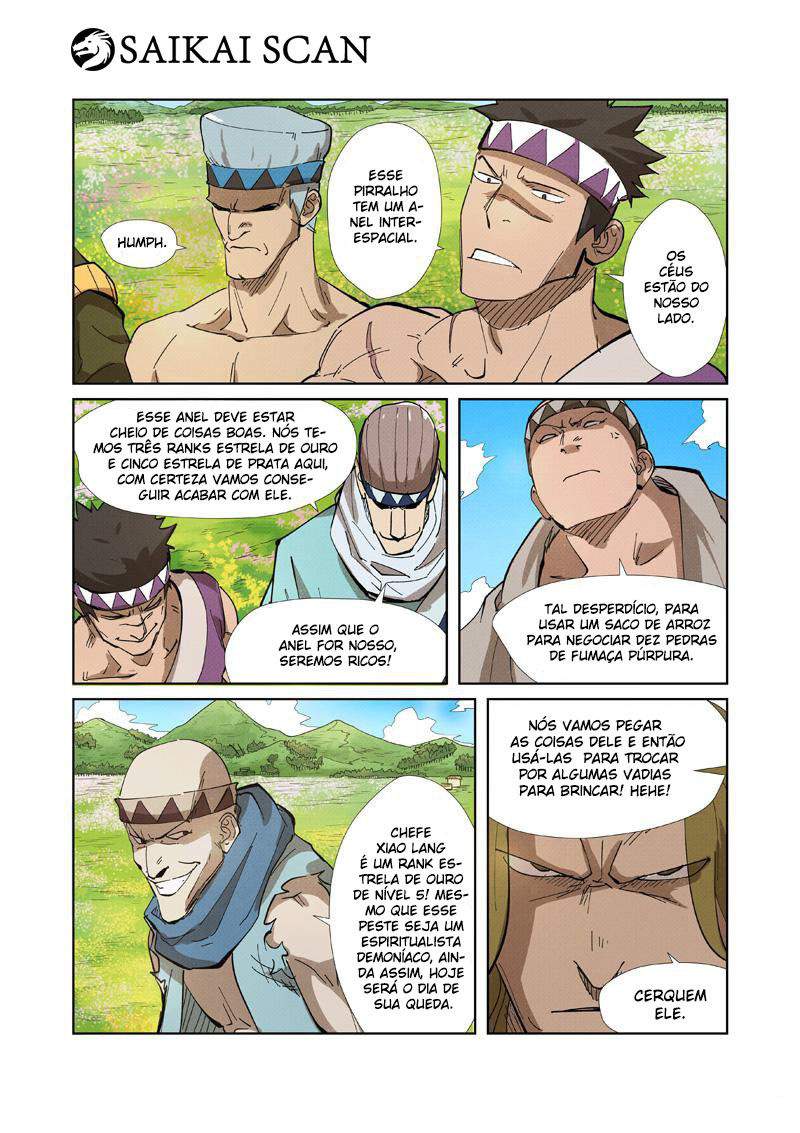 SAIKAI SCAN
HUMPH.
ESSE
PIRRALHO
TEM UM A-
NEL INTER-
ESPACIAL.
OS
CÉUS
ESTÃO DO
NOSSO
LADO.
ESSE ANEL DEVE ESTAR
CHEIO DE COISAS BOAS. NÓS TE-
MOS TRÊS RANKS ESTRELA DE OURO
E CINCO ESTRELA DE PRATA AQUI,
COM CERTEZA VAMOS CONSE-
GUIR ACABAR COM ELE.
ASSIM QUE O
ANEL FOR NOSSO,
SEREMOS RICOS!
TAL DESPERDÍCIO, PARA
USAR UM SACO DE ARROZ
PARA NEGOCIAR DEZ PEDRAS
DE FUMAÇA PÚRPURA.
CHEFE
XIAO LANG
É UM RANK ES-
TRELA DE OURO
DE NÍVEL 5! MES-
MO QUE ESSE
PESTE SEJA UM
ESPIRITUALISTA
DEMONÍACO, AIN-
DA ASSIM, HOJE
SERÁ O DIA DE
SUA QUEDA.
NÓS VAMOS PEGAR
AS COISAS DELE E ENTÃO
USÁ-LAS PARA TROCAR
POR ALGUMAS VADIAS
PARA BRINCAR! HEHE!
CERQUEM
ELE.